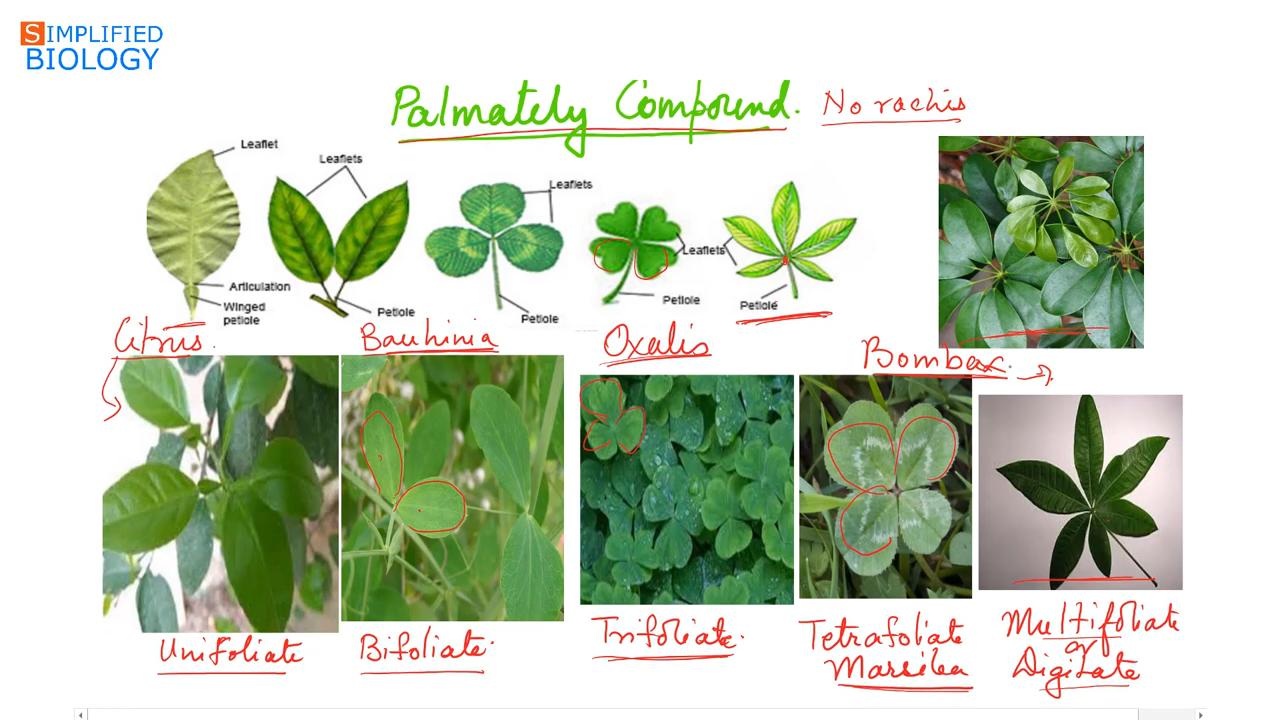 SIMPLIFIED
BIOLOGY
Palmately Compound. No rachis
Leaflet
Leaflets
Leaflets
Leaflets
Articulation
Winged
petiole
Petiole
Petiole
Petiole
Petiole
Citrus.
Bauhinia
Oxalis
Bombax.
Unifoliate
Bifoliate.
Trifoliate.
Tetrafoliate
Marsilea
Multifoliate
or
Digitate